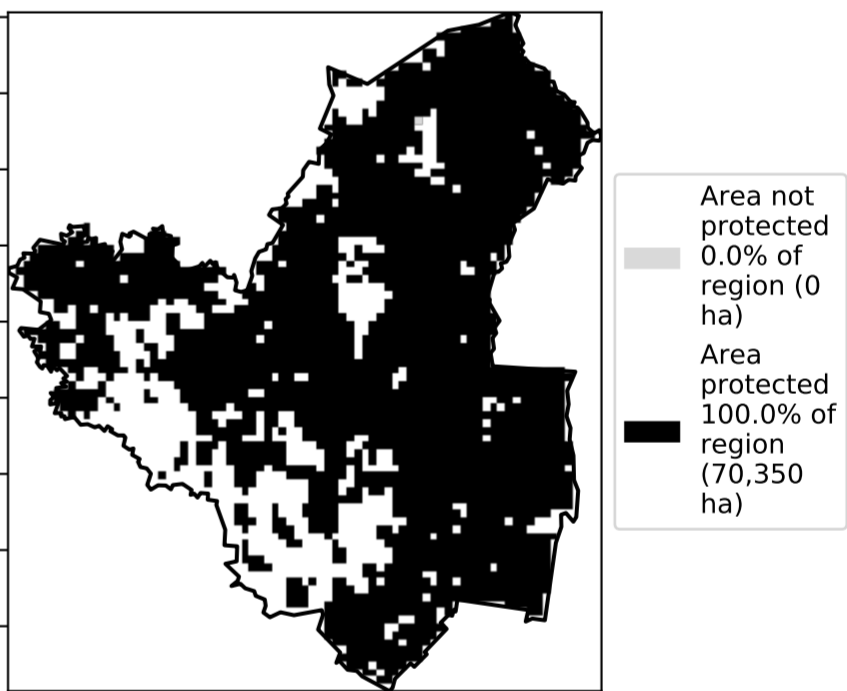 Area not
protected
0.0% of
region (0
ha)
Area
protected
100.0% of
region
(70,350
ha)